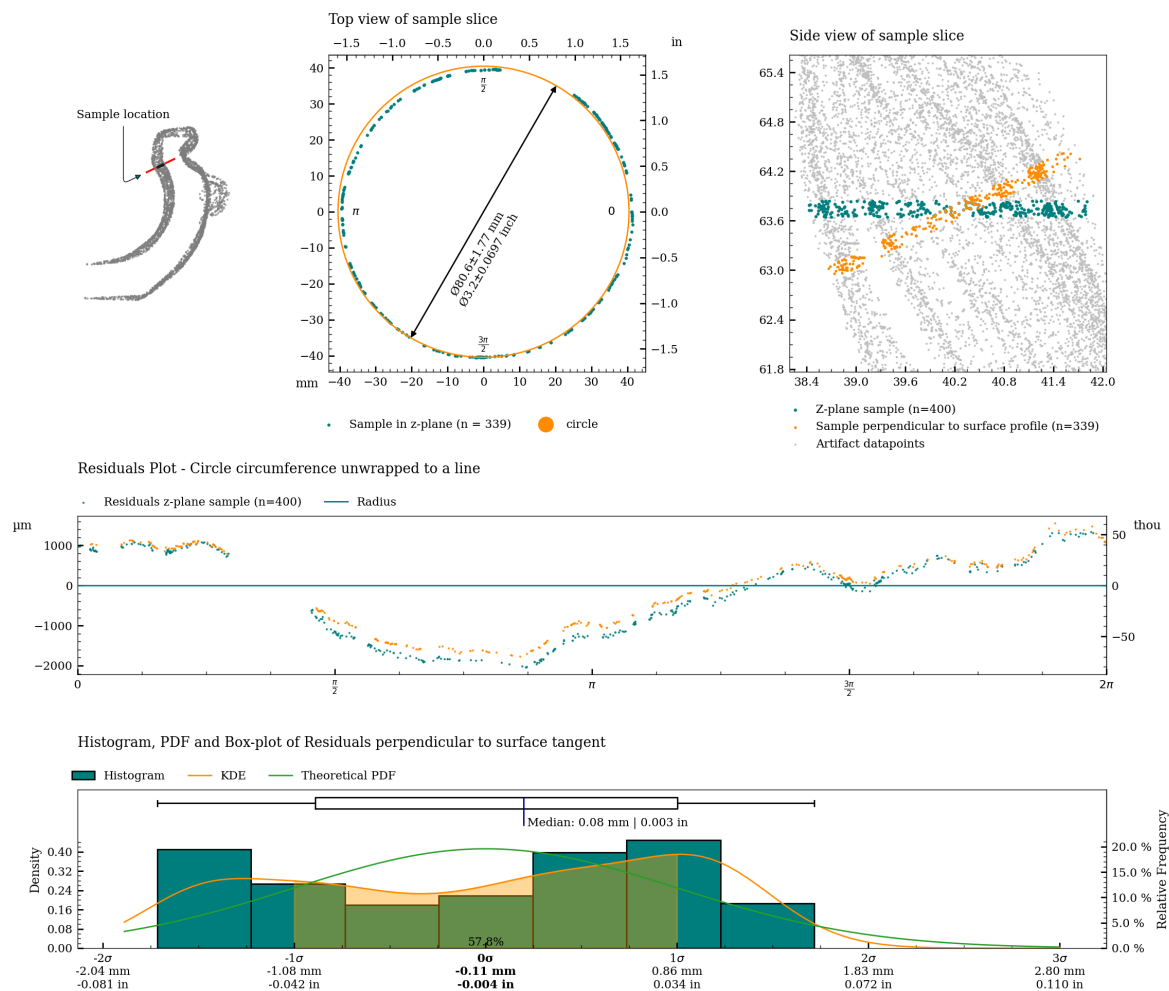 Top view of sample slice
−1.5 −1.0 −0.5 0.0 0.5 1.0 1.5 in
Side view of sample slice
Sample location
40
30
20
10
0
−10
−20
−30
−40
mm
1.5
1.0
0.5
0.0
−0.5
−1.0
−1.5
π/2
π
0
3π/2
Ø80.6±1.77 mm
Ø3.2±0.0697 inch
−40 −30 −20 −10 0 10 20 30 40
65.4
64.8
64.2
63.6
63.0
62.4
61.8
38.4 39.0 39.6 40.2 40.8 41.4 42.0
Sample in z-plane (n = 339) circle
Z-plane sample (n=400)
Sample perpendicular to surface profile (n=339)
Artifact datapoints
Residuals Plot - Circle circumference unwrapped to a line
Residuals z-plane sample (n=400) Radius
µm
thou
1000
0
−1000
−2000
50
0
−50
0 π/2 π 3π/2 2π
Histogram, PDF and Box-plot of Residuals perpendicular to surface tangent
Histogram KDE Theoretical PDF
Median: 0.08 mm | 0.003 in
Density
0.40
0.32
0.24
0.16
0.08
0.00
20.0 %
15.0 %
10.0 %
5.0 %
0.0 %
Relative Frequency
57.8%
−2σ −1σ 0σ 1σ 2σ 3σ
-2.04 mm -1.08 mm -0.11 mm 0.86 mm 1.83 mm 2.80 mm
-0.081 in -0.042 in -0.004 in 0.034 in 0.072 in 0.110 in